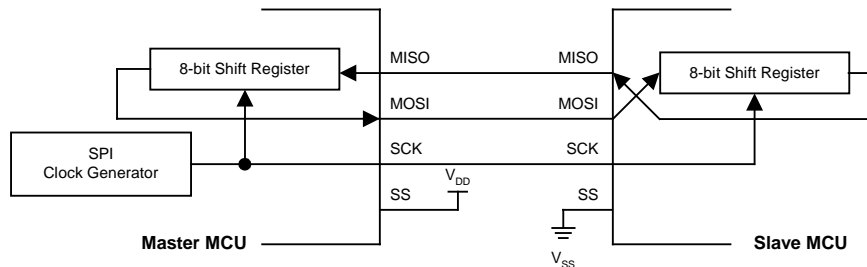 MISO
MISO
8-bit Shift Register
8-bit Shift Register
MOSI
MOSI
SPI
Clock Generator
SCK
SCK
VDD
SS
SS
Master MCU
Slave MCU
VSS